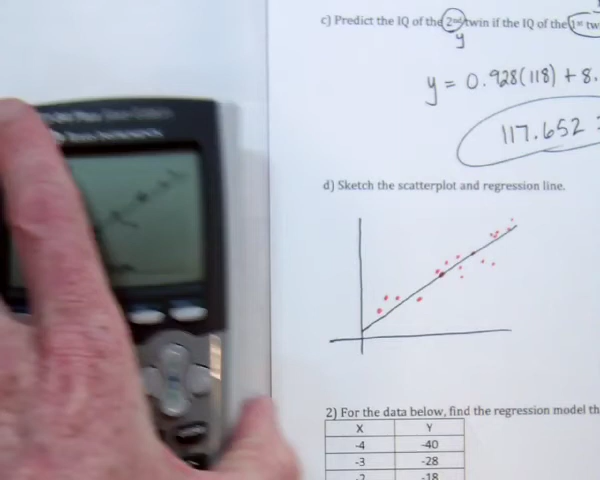 c) Predict the IQ of the 2nd twin if the IQ of the 1st tw
y
y = 0.928(118) + 8.
117.652
d) Sketch the scatterplot and regression line.
2) For the data below, find the regression model th
X Y
-4 -40
-3 -28
-2 -18